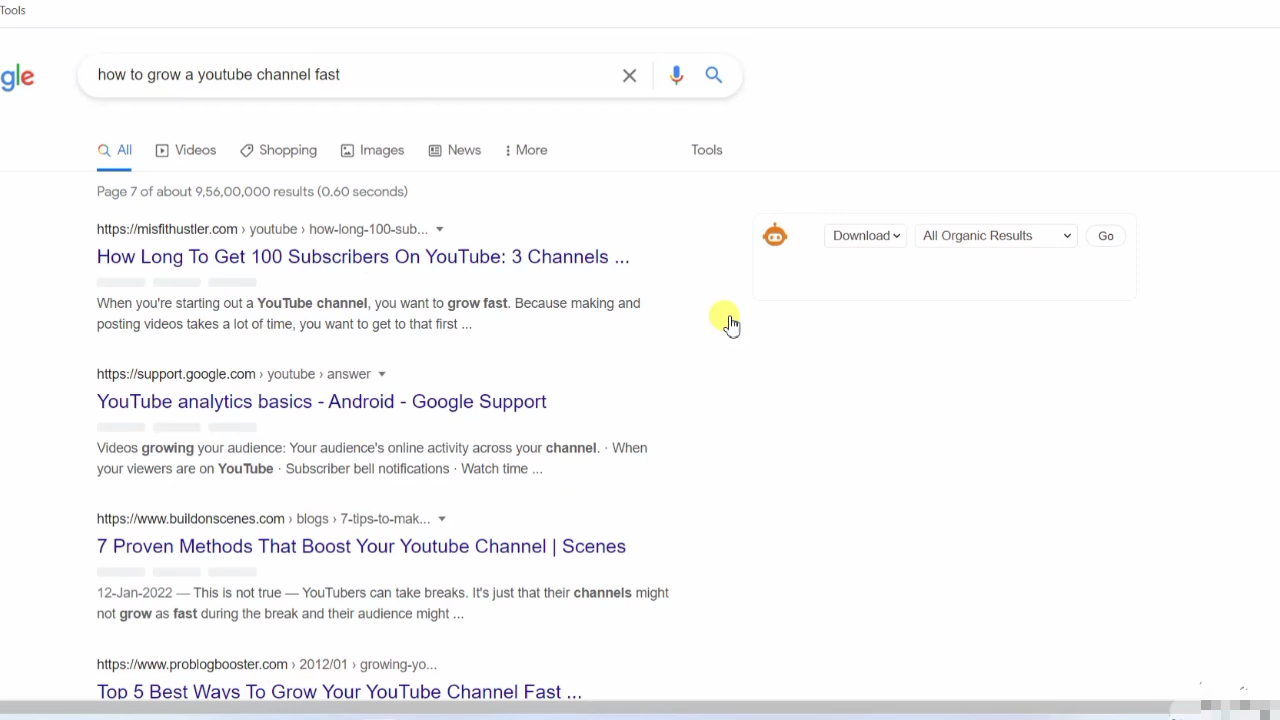 Tools
gle
how to grow a youtube channel fast
All Videos Shopping Images News More Tools
Page 7 of about 9,56,00,000 results (0.60 seconds)
https://misfithustler.com › youtube › how-long-100-sub...
How Long To Get 100 Subscribers On YouTube: 3 Channels ...
When you're starting out a YouTube channel, you want to grow fast. Because making and
posting videos takes a lot of time, you want to get to that first ...
Download All Organic Results Go
https://support.google.com › youtube › answer
YouTube analytics basics - Android - Google Support
Videos growing your audience: Your audience's online activity across your channel. · When
your viewers are on YouTube · Subscriber bell notifications · Watch time ...
https://www.buildonscenes.com › blogs › 7-tips-to-mak...
7 Proven Methods That Boost Your Youtube Channel | Scenes
12-Jan-2022 — This is not true — YouTubers can take breaks. It's just that their channels might
not grow as fast during the break and their audience might ...
https://www.problogbooster.com › 2012/01 › growing-yo...
Top 5 Best Ways To Grow Your YouTube Channel Fast ...